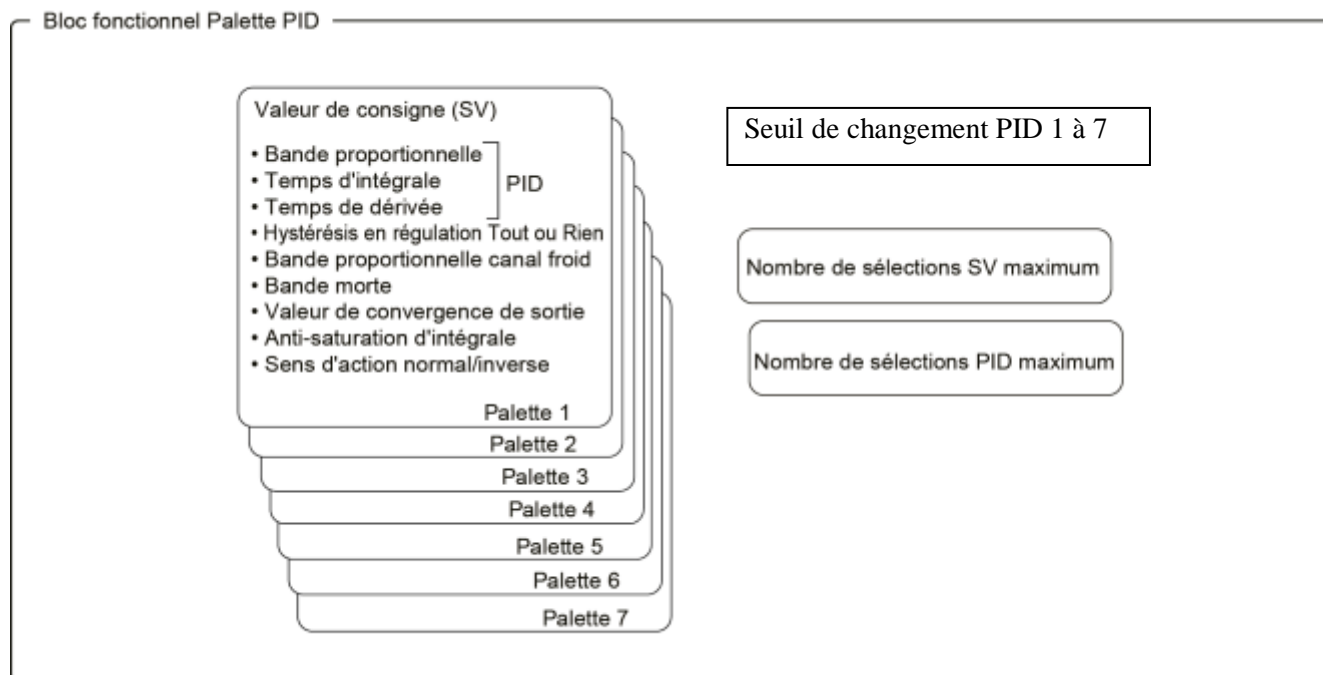 Bloc fonctionnel Palette PID
Valeur de consigne (SV)
• Bande proportionnelle
• Temps d'intégrale
• Temps de dérivée
PID
• Hystérésis en régulation Tout ou Rien
• Bande proportionnelle canal froid
• Bande morte
• Valeur de convergence de sortie
• Anti-saturation d'intégrale
• Sens d'action normal/inverse
Palette 1
Palette 2
Palette 3
Palette 4
Palette 5
Palette 6
Palette 7
Seuil de changement PID 1 à 7
Nombre de sélections SV maximum
Nombre de sélections PID maximum